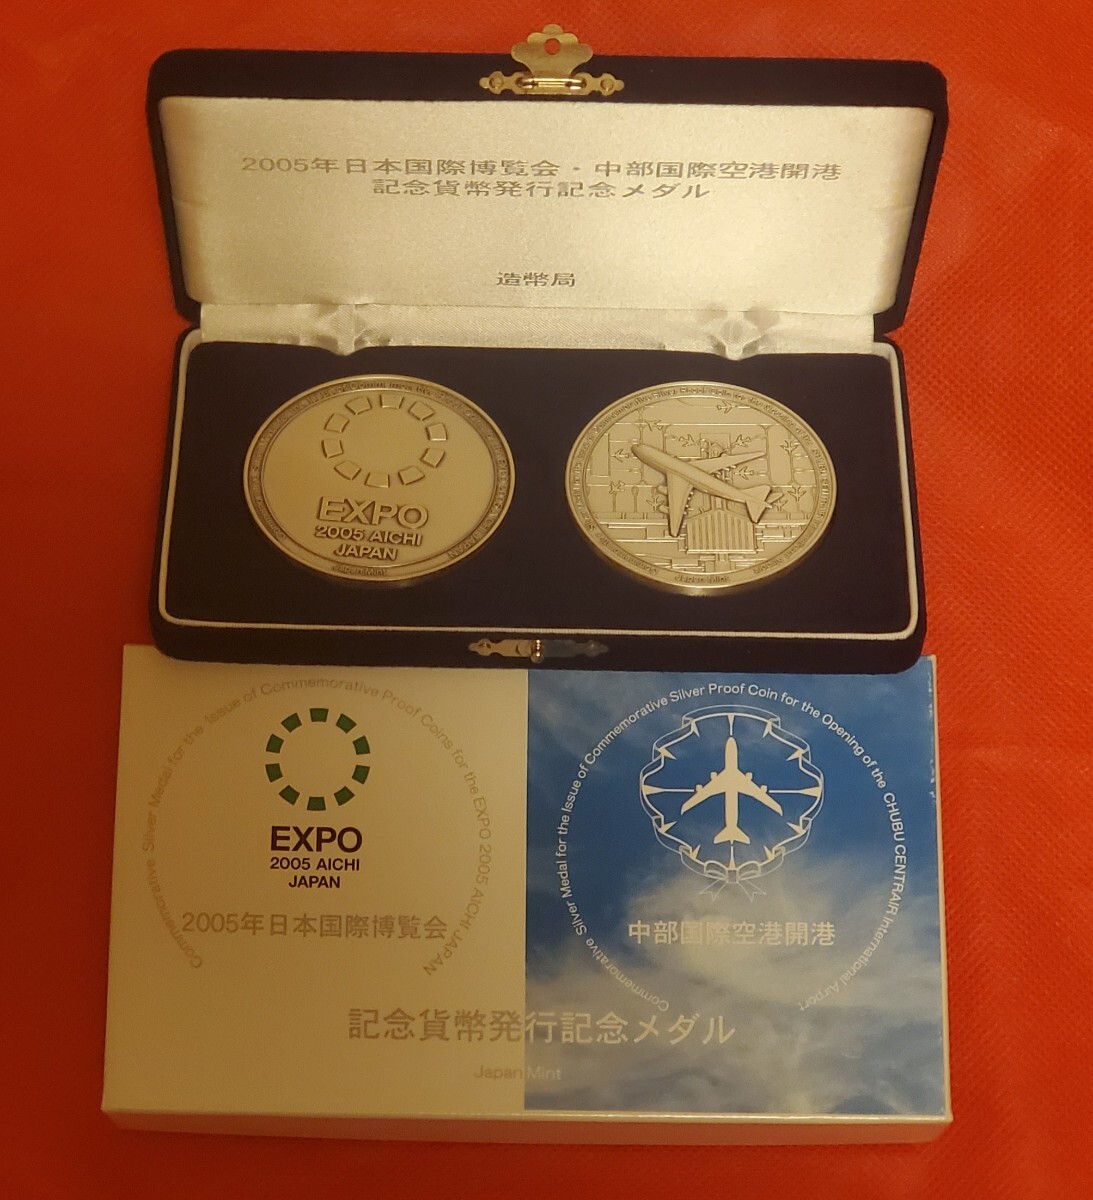 2005年日本国際博覧会・中部国際空港開港
記念貨幣発行記念メダル
造幣局
EXPO
2005 AICHI
JAPAN
Japan Mint
Japan Mint
Commemorative Silver Medal for the Issue of Commemorative Proof Coins for the EXPO 2005 AICHI JAPAN
EXPO
2005 AICHI
JAPAN
2005年日本国際博覧会
Commemorative Silver Medal for the Issue of Commemorative Silver Proof Coin for the Opening of the CHUBU CENTRAIR International Airport
中部国際空港開港
記念貨幣発行記念メダル
Japan Mint